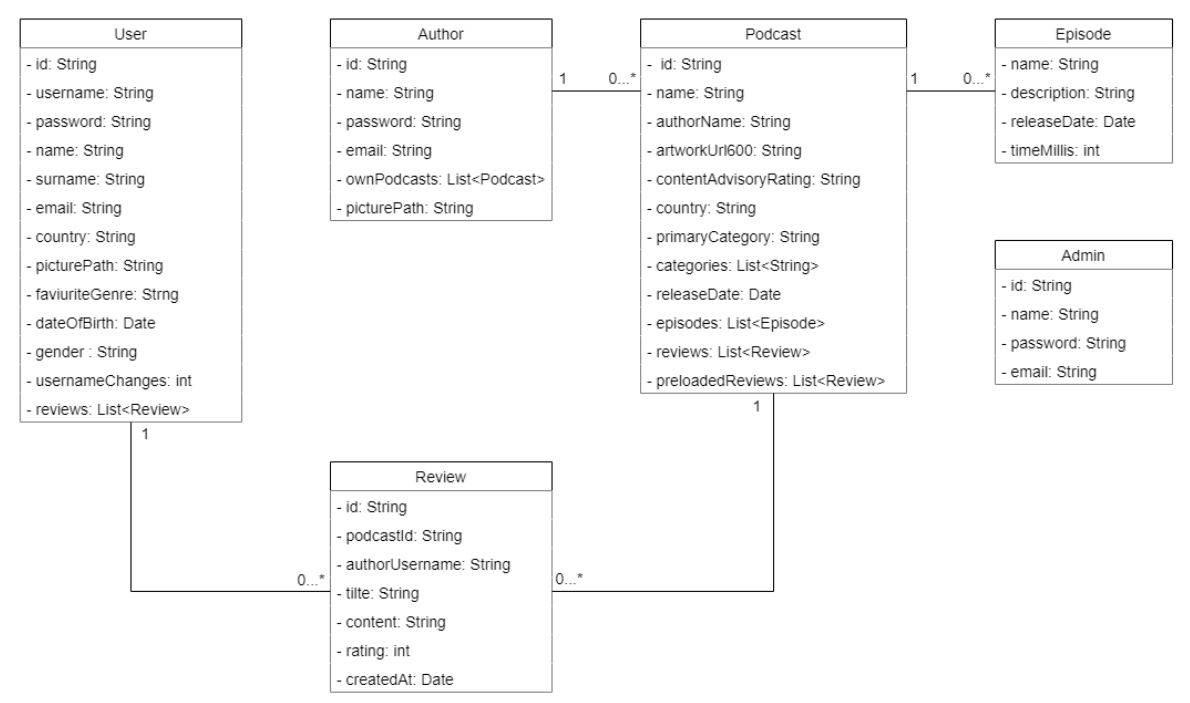 User
- id: String
- username: String
- password: String
- name: String
- surname: String
- email: String
- country: String
- picturePath: String
- faviuriteGenre: Strng
- dateOfBirth: Date
- gender : String
- usernameChanges: int
- reviews: List<Review>
1
Author
- id: String
- name: String
- password: String
- email: String
- ownPodcasts: List<Podcast>
- picturePath: String
1
0...*
Podcast
- id: String
- name: String
- authorName: String
- artworkUrl600: String
- contentAdvisoryRating: String
- country: String
- primaryCategory: String
- categories: List<String>
- releaseDate: Date
- episodes: List<Episode>
- reviews: List<Review>
- preloadedReviews: List<Review>
1
0...*
1
Episode
- name: String
- description: String
- releaseDate: Date
- timeMillis: int
Admin
- id: String
- name: String
- password: String
- email: String
Review
- id: String
- podcastId: String
- authorUsername: String
- tilte: String
- content: String
- rating: int
- createdAt: Date
0...*
0...*